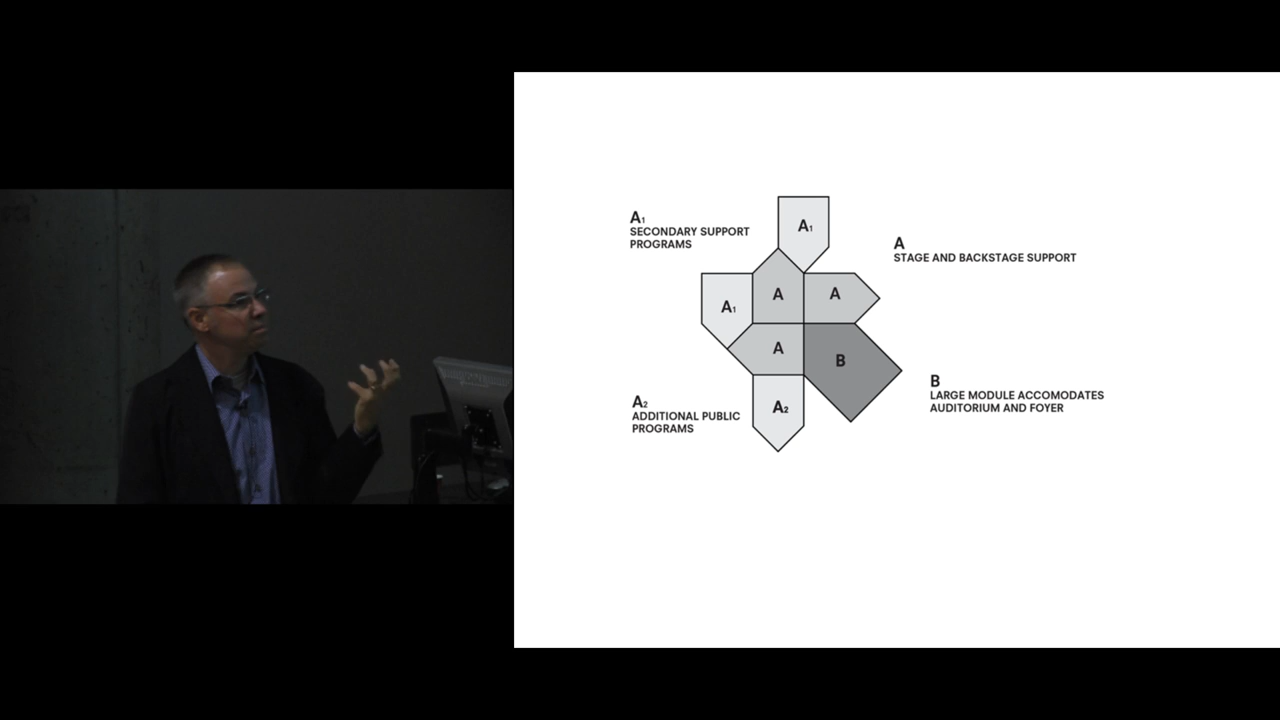 A1
SECONDARY SUPPORT
PROGRAMS
A1
A
STAGE AND BACKSTAGE SUPPORT
A1
A
A
A
B
B
LARGE MODULE ACCOMODATES
AUDITORIUM AND FOYER
A2
ADDITIONAL PUBLIC
PROGRAMS
A2